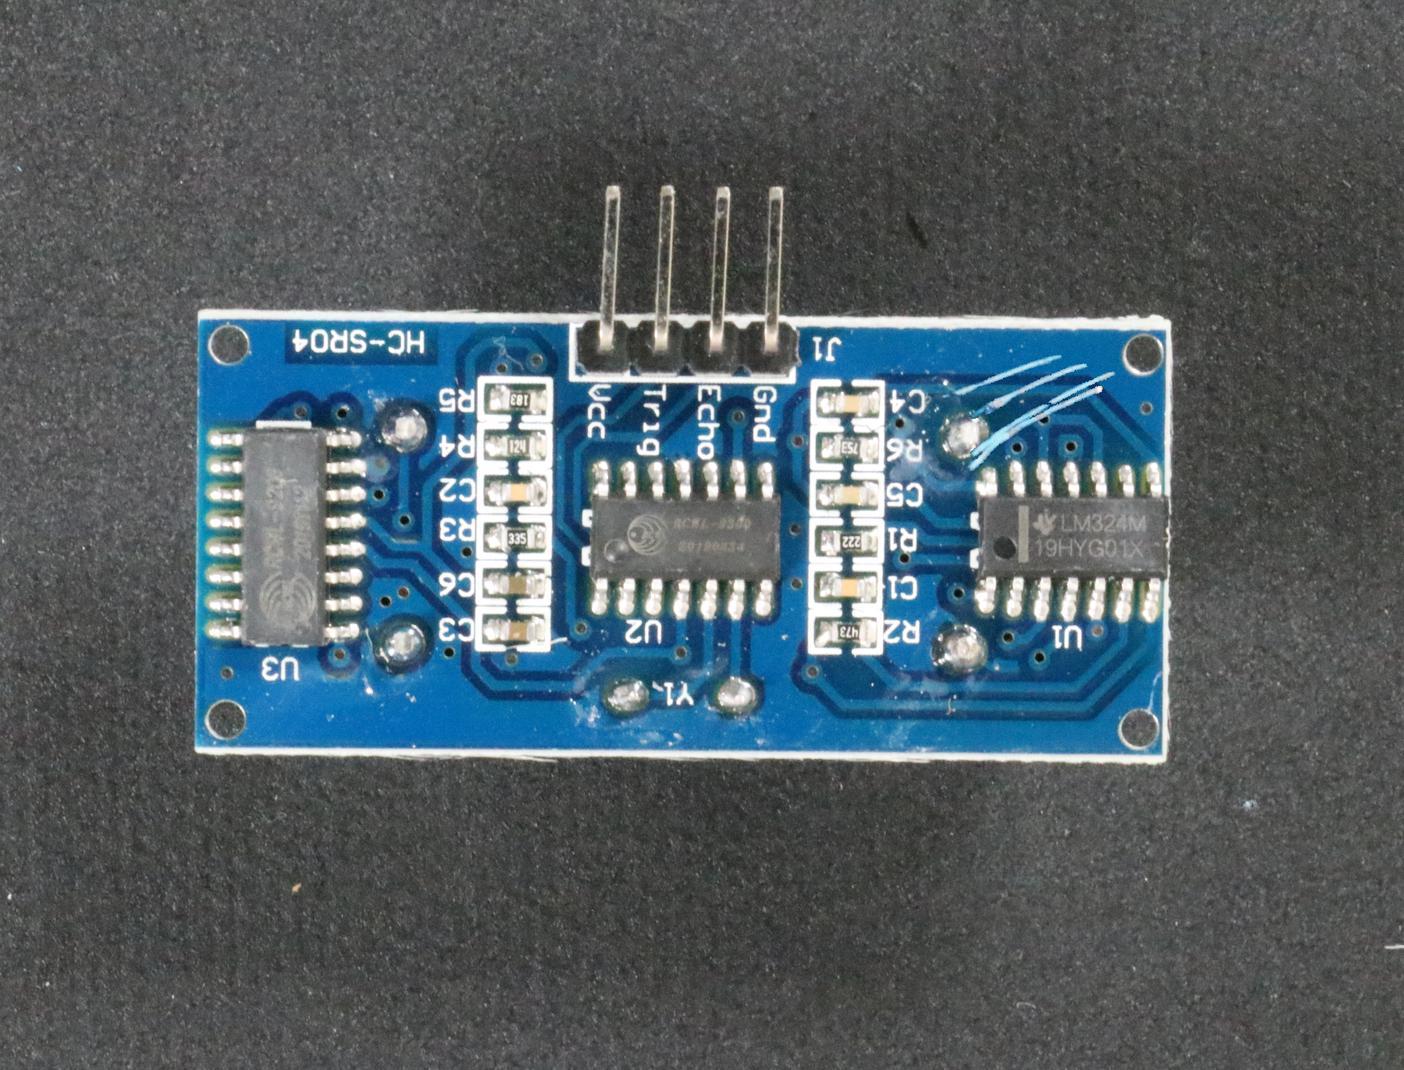 HC-SR04
J1
Vcc
Trig
Echo
Gnd
R5
183
C4
R4
124
R6
753
C2
C5
R3
335
R1
222
C6
C1
C3
R2
473
U3
U2
U1
Y1
LM324M
19HYG01X